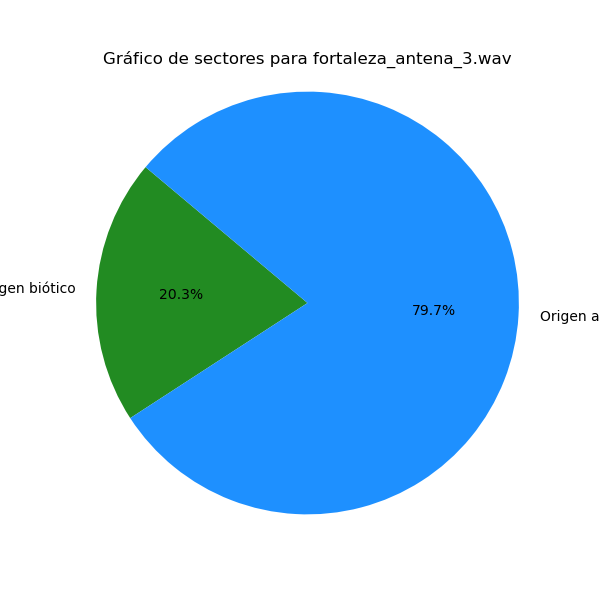 Gráfico de sectores para fortaleza_antena_3.wav
gen biótico
20.3%
79.7%
Origen a